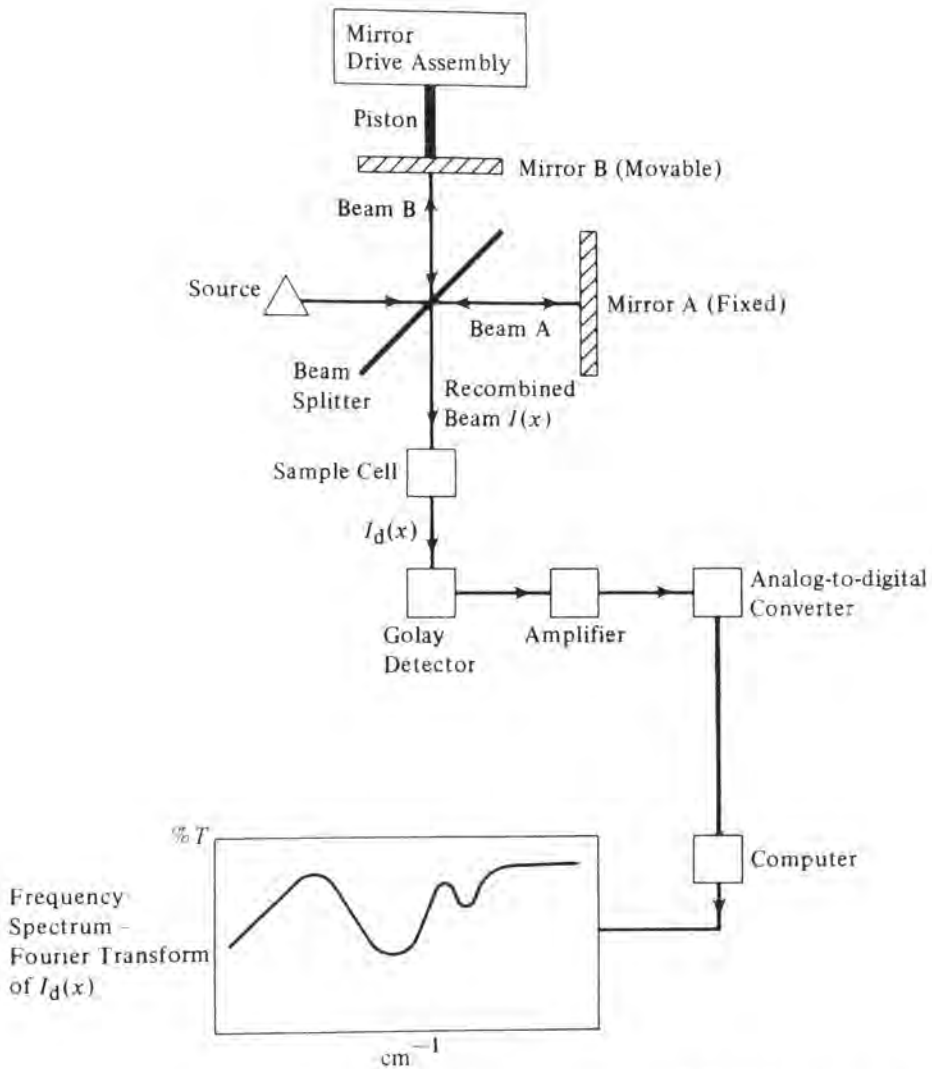 Mirror
Drive Assembly
Piston
Mirror B (Movable)
Beam B
Source
Mirror A (Fixed)
Beam A
Beam
Splitter
Recombined
Beam I(x)
Sample Cell
I_d(x)
Golay
Detector
Amplifier
Analog-to-digital
Converter
Computer
% T
Frequency
Spectrum –
Fourier Transform
of I_d(x)
cm⁻¹